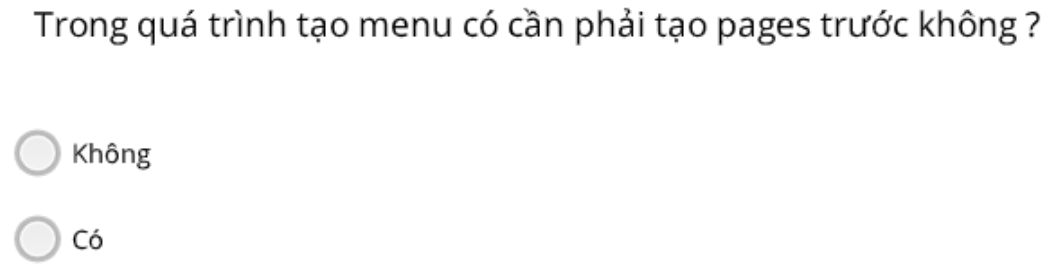 Trong quá trình tạo menu có cần phải tạo pages trước không ?
Không
Có